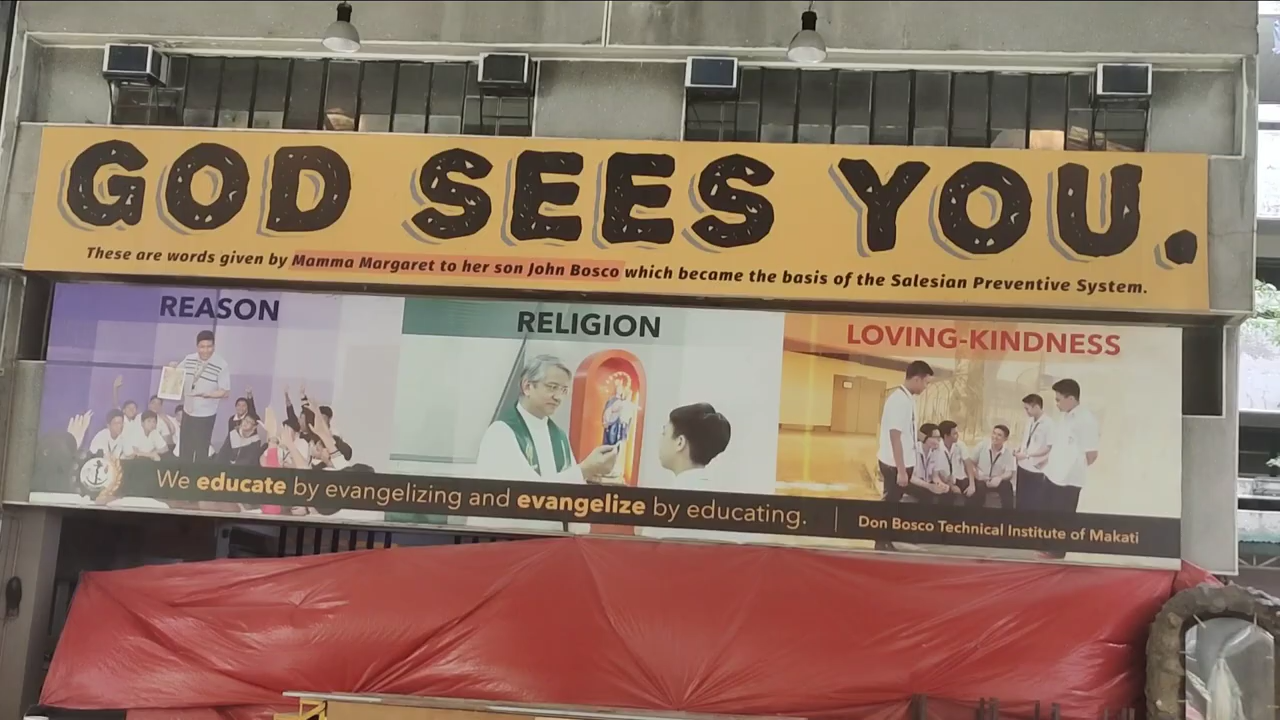 GOD SEES YOU.
These are words given by Mamma Margaret to her son John Bosco which became the basis of the Salesian Preventive System.
REASON
RELIGION
LOVING-KINDNESS
We educate by evangelizing and evangelize by educating.
Don Bosco Technical Institute of Makati